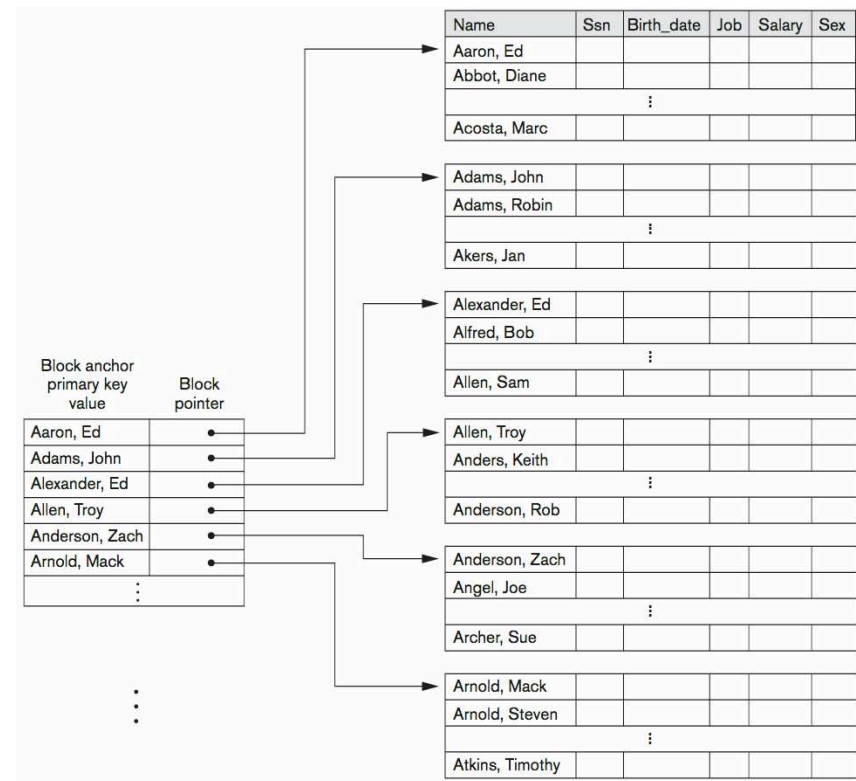 Name Ssn Birth_date Job Salary Sex
Aaron, Ed
Abbot, Diane
Acosta, Marc
Adams, John
Adams, Robin
Akers, Jan
Alexander, Ed
Alfred, Bob
Allen, Sam
Allen, Troy
Anders, Keith
Anderson, Rob
Anderson, Zach
Angel, Joe
Archer, Sue
Arnold, Mack
Arnold, Steven
Atkins, Timothy
Block anchor
primary key
value
Block
pointer
Aaron, Ed
Adams, John
Alexander, Ed
Allen, Troy
Anderson, Zach
Arnold, Mack